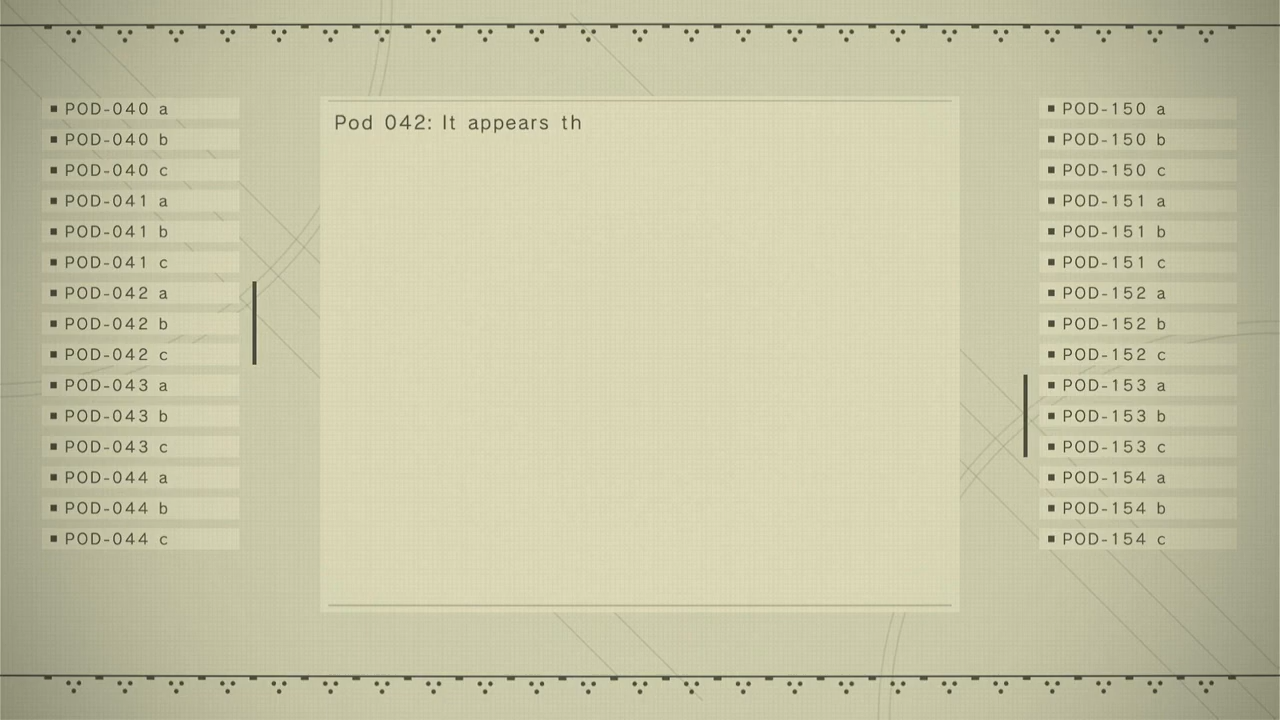 POD-040 a
POD-040 b
POD-040 c
POD-041 a
POD-041 b
POD-041 c
POD-042 a
POD-042 b
POD-042 c
POD-043 a
POD-043 b
POD-043 c
POD-044 a
POD-044 b
POD-044 c
Pod 042: It appears th
POD-150 a
POD-150 b
POD-150 c
POD-151 a
POD-151 b
POD-151 c
POD-152 a
POD-152 b
POD-152 c
POD-153 a
POD-153 b
POD-153 c
POD-154 a
POD-154 b
POD-154 c